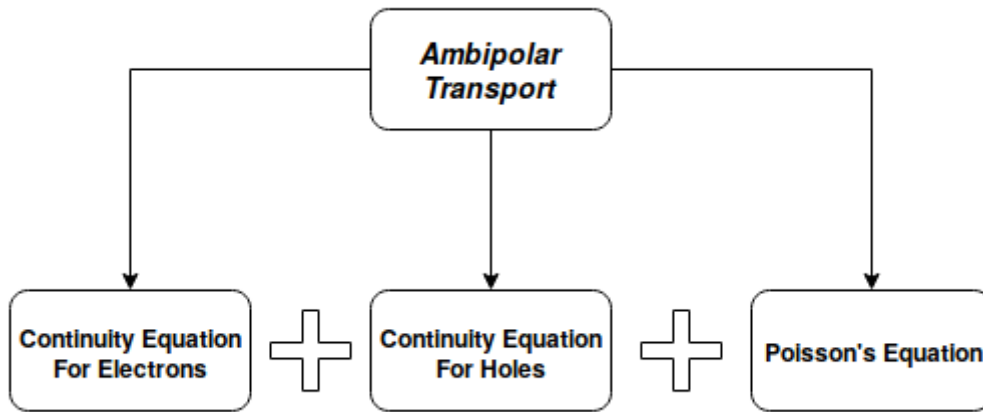 Ambipolar
Transport
Continuity Equation
For Electrons
Continuity Equation
For Holes
Poisson's Equation